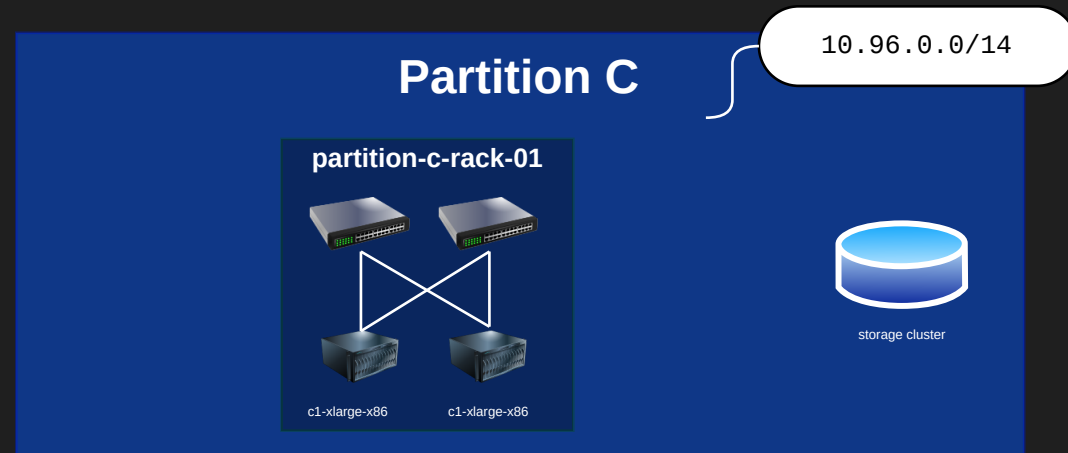 10.96.0.0/14
Partition C
partition-c-rack-01
storage cluster
c1-xlarge-x86
c1-xlarge-x86